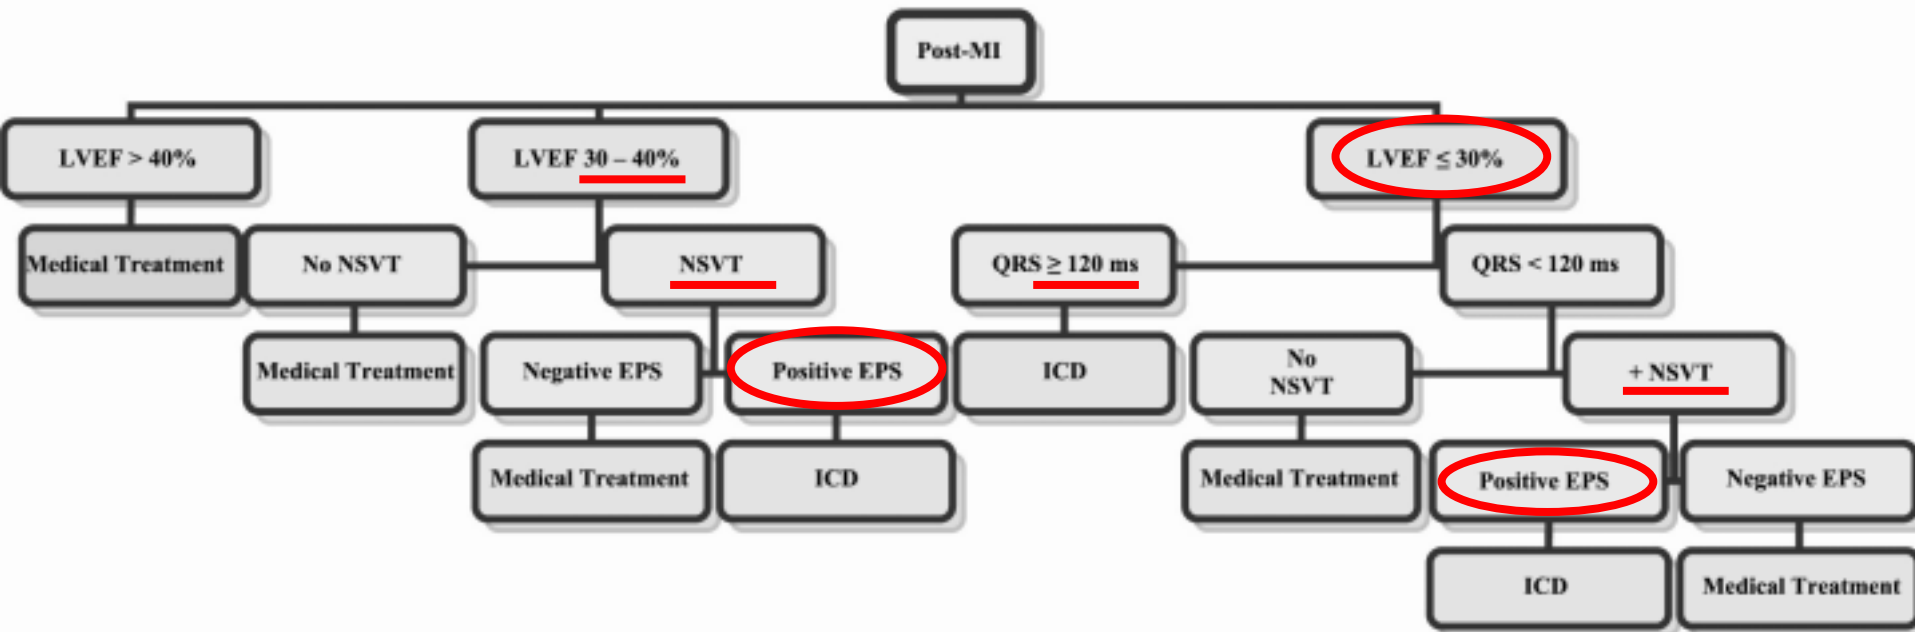 Post-MI
LVEF > 40%
LVEF 30 – 40%
LVEF ≤ 30%
Medical Treatment
No NSVT
NSVT
QRS ≥ 120 ms
QRS < 120 ms
Medical Treatment
Negative EPS
Positive EPS
ICD
No
NSVT
+ NSVT
Medical Treatment
ICD
Medical Treatment
Positive EPS
Negative EPS
ICD
Medical Treatment